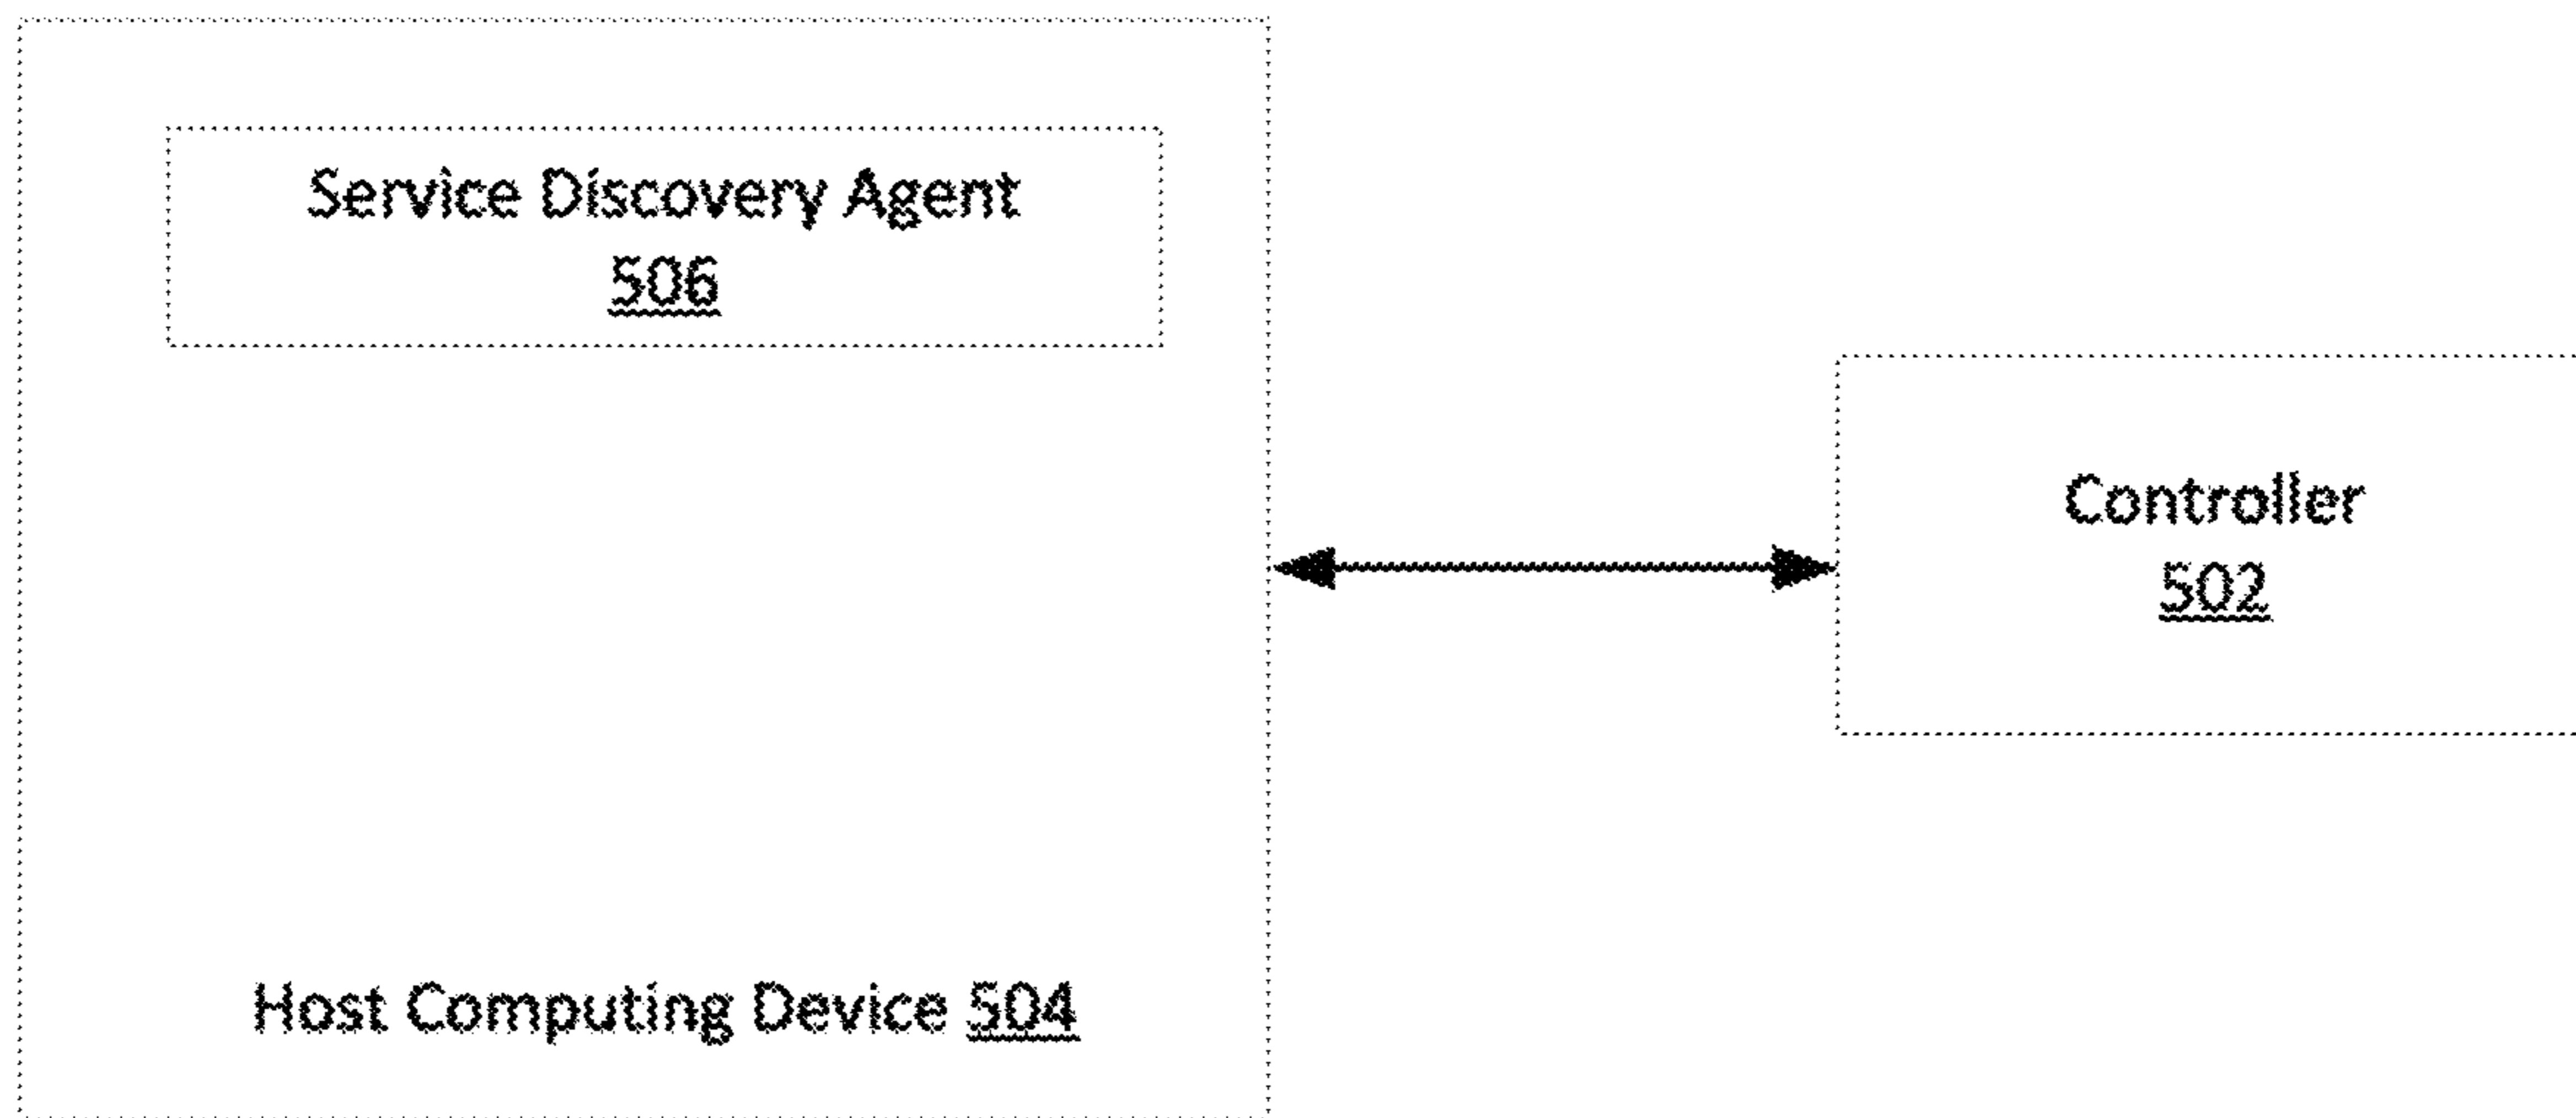 Service Discovery Agent
506
Controller
502
Host Computing Device 504